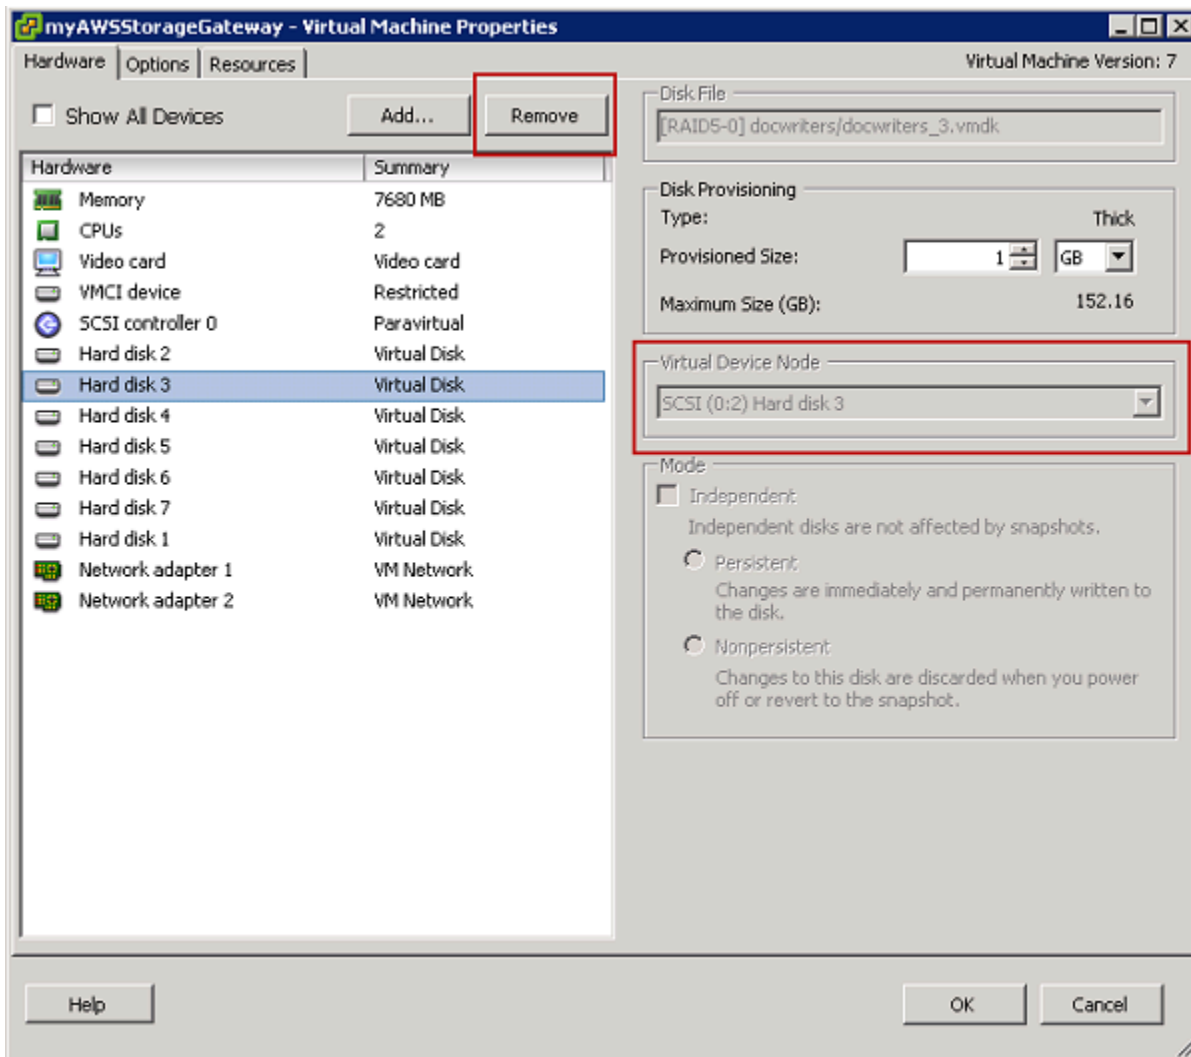 myAWSStorageGateway - Virtual Machine Properties
Hardware Options Resources
Virtual Machine Version: 7
Show All Devices
Add...
Remove
Hardware Summary
Memory 7680 MB
CPUs 2
Video card Video card
VMCI device Restricted
SCSI controller 0 Paravirtual
Hard disk 2 Virtual Disk
Hard disk 3 Virtual Disk
Hard disk 4 Virtual Disk
Hard disk 5 Virtual Disk
Hard disk 6 Virtual Disk
Hard disk 7 Virtual Disk
Hard disk 1 Virtual Disk
Network adapter 1 VM Network
Network adapter 2 VM Network
Disk File
[RAID5-0] docwriters/docwriters_3.vmdk
Disk Provisioning
Type: Thick
Provisioned Size: 1 GB
Maximum Size (GB): 152.16
Virtual Device Node
SCSI (0:2) Hard disk 3
Mode
Independent
Independent disks are not affected by snapshots.
Persistent
Changes are immediately and permanently written to
the disk.
Nonpersistent
Changes to this disk are discarded when you power
off or revert to the snapshot.
Help
OK
Cancel